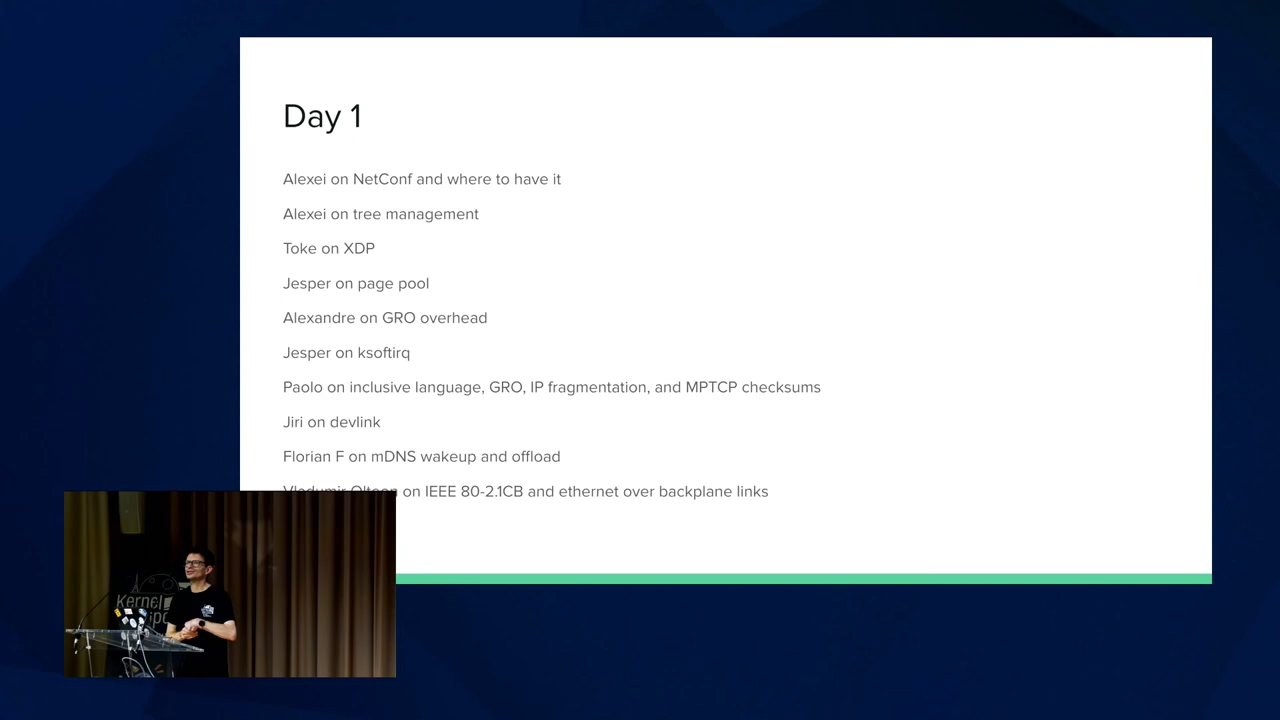 Day 1
Alexei on NetConf and where to have it
Alexei on tree management
Toke on XDP
Jesper on page pool
Alexandre on GRO overhead
Jesper on ksoftirq
Paolo on inclusive language, GRO, IP fragmentation, and MPTCP checksums
Jiri on devlink
Florian F on mDNS wakeup and offload
on IEEE 80-2.1CB and ethernet over backplane links
Kernel